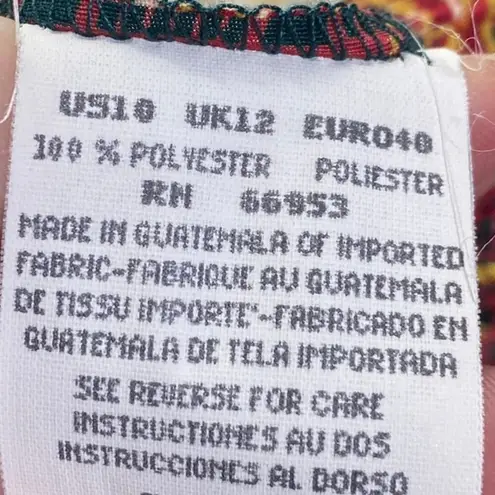 US10 UK12 EURO40
100 % POLYESTER POLIESTER
RN 66953
MADE IN GUATEMALA OF IMPORTED
FABRIC-FABRIQUE AU GUATEMALA
DE TISSU IMPORTE'-FABRICADO EN
GUATEMALA DE TELA IMPORTADA
SEE REVERSE FOR CARE
INSTRUCTIONES AU DOS
INSTRUCCIONES AL DORSO